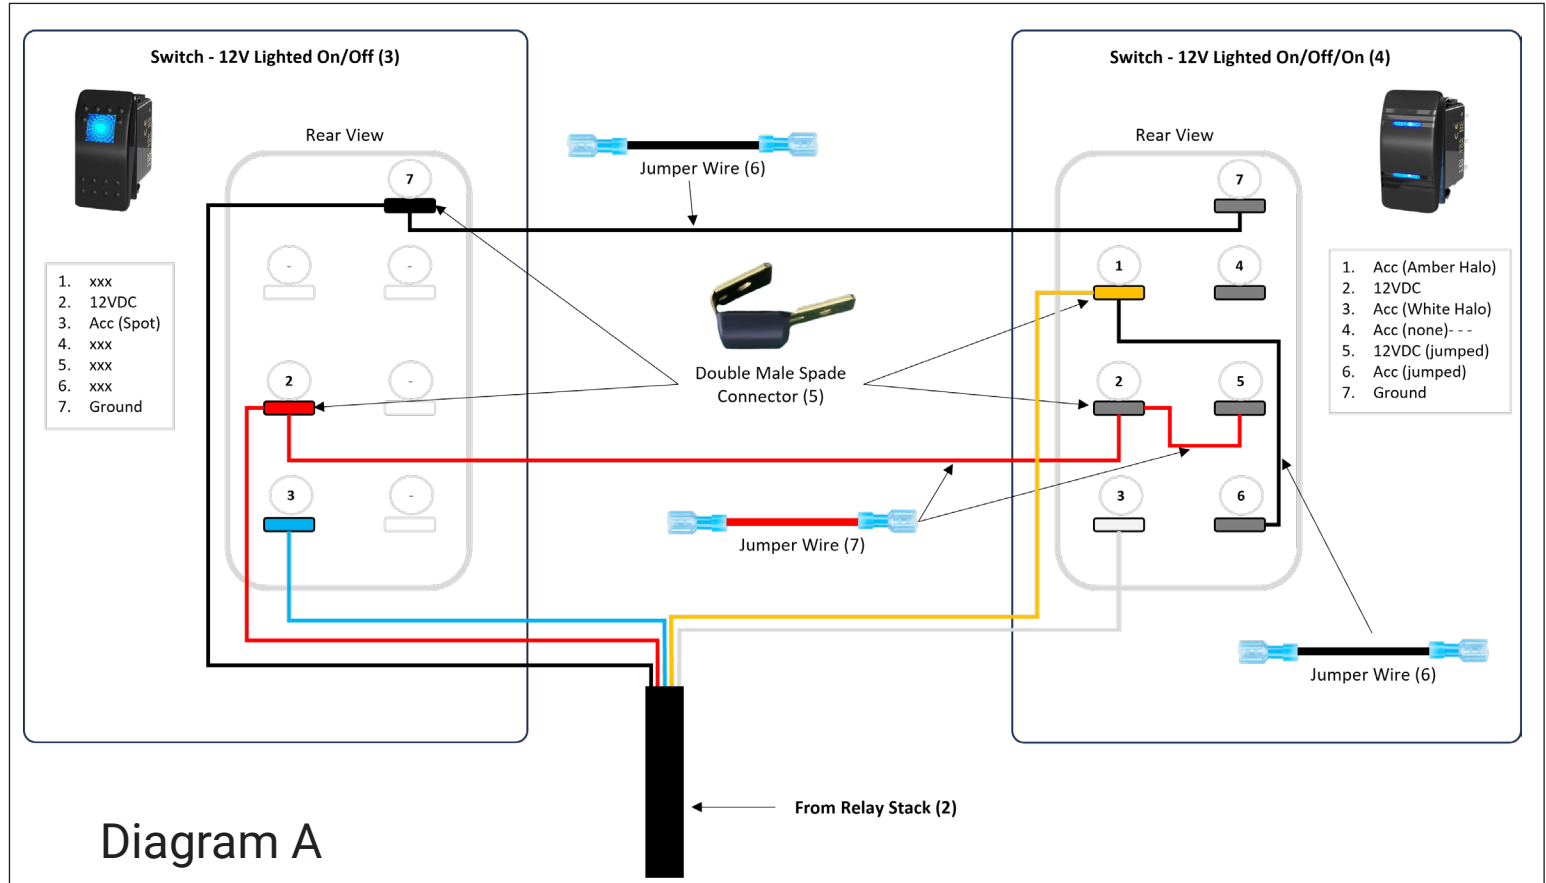 Switch - 12V Lighted On/Off (3)
Rear View
7
-
-
2
-
3
-
1. xxx
2. 12VDC
3. Acc (Spot)
4. xxx
5. xxx
6. xxx
7. Ground
Jumper Wire (6)
Double Male Spade
Connector (5)
Jumper Wire (7)
Switch - 12V Lighted On/Off/On (4)
Rear View
7
1
4
2
5
3
6
1. Acc (Amber Halo)
2. 12VDC
3. Acc (White Halo)
4. Acc (none)- - -
5. 12VDC (jumped)
6. Acc (jumped)
7. Ground
Jumper Wire (6)
From Relay Stack (2)
Diagram A